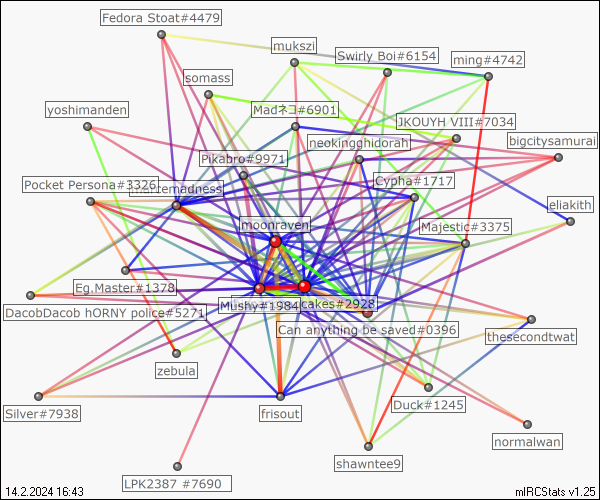 Fedora Stoat#4479
mukszi
Swirly Boi#6154
ming#4742
somass
yoshimanden
Madネコ#6901
JKOUYH VIII#7034
neokingghidorah
bigcitysamurai
Pikabro#9971
Pocket Persona#3326
madness
Cypha#1717
eliakith
moonraven
Majestic#3375
Eg.Master#1378
Mushy#1984
cakes#2928
DacobDacob hORNY police#5271
Can anything be saved#0396
thesecondtwat
zebula
Silver#7938
frisout
Duck#1245
normalwan
shawntee9
LPK2387 #7690
14.2.2024 16:43
mIRCStats v1.25